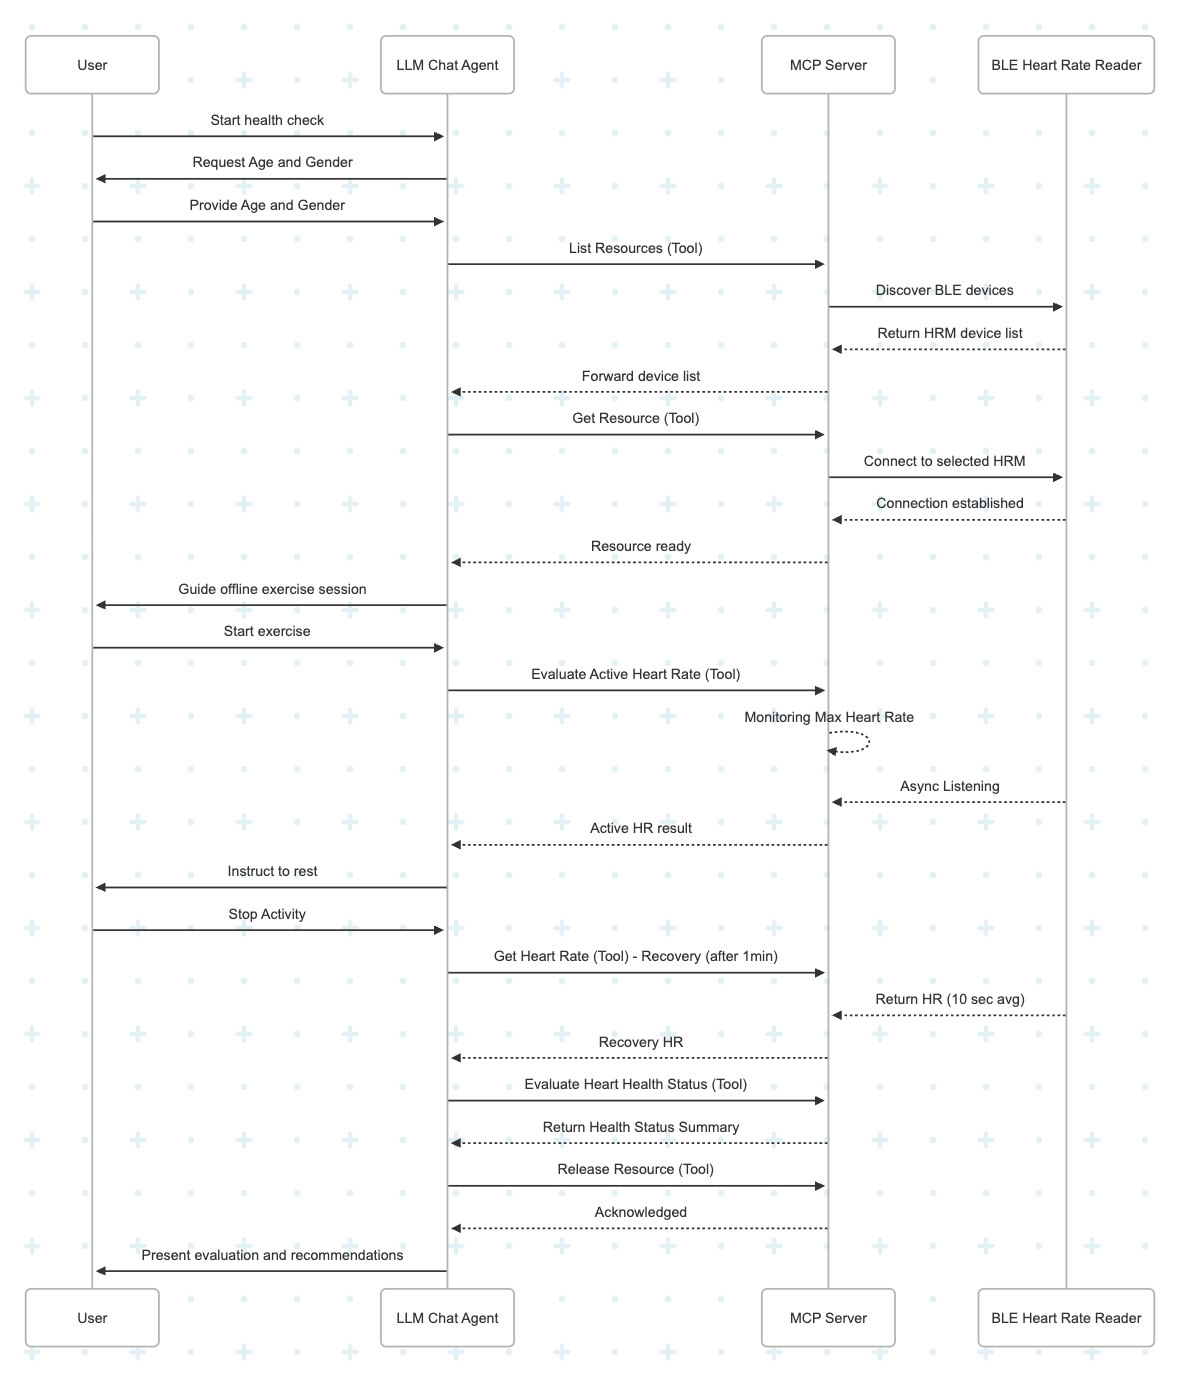 User
LLM Chat Agent
MCP Server
BLE Heart Rate Reader
Start health check
Request Age and Gender
Provide Age and Gender
List Resources (Tool)
Discover BLE devices
Return HRM device list
Forward device list
Get Resource (Tool)
Connect to selected HRM
Connection established
Resource ready
Guide offline exercise session
Start exercise
Evaluate Active Heart Rate (Tool)
Monitoring Max Heart Rate
Async Listening
Active HR result
Instruct to rest
Stop Activity
Get Heart Rate (Tool) - Recovery (after 1min)
Return HR (10 sec avg)
Recovery HR
Evaluate Heart Health Status (Tool)
Return Health Status Summary
Release Resource (Tool)
Acknowledged
Present evaluation and recommendations
User
LLM Chat Agent
MCP Server
BLE Heart Rate Reader